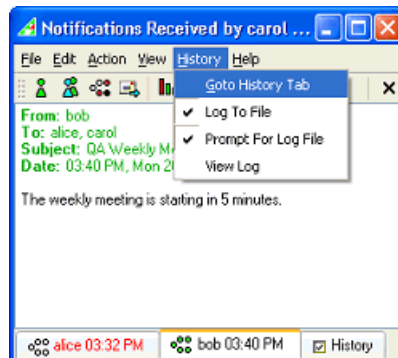 Notifications Received by carol ...
File Edit Action View History Help
Goto History Tab
Log To File
Prompt For Log File
View Log
From: bob
To: alice, carol
Subject: QA Weekly
Date: 03:40 PM, Mon
The weekly meeting is starting in 5 minutes.
alice 03:32 PM bob 03:40 PM History